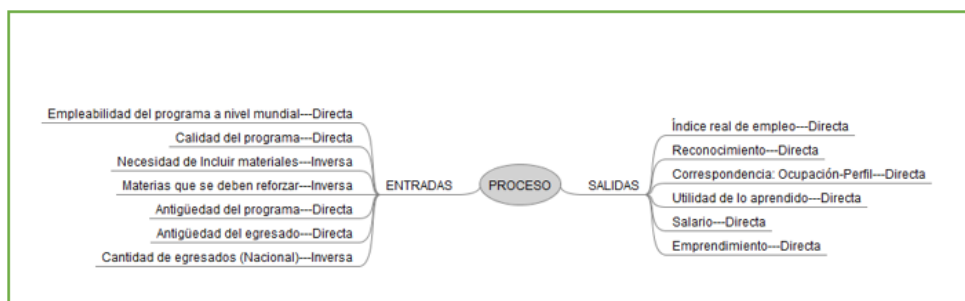 Empleabilidad del programa a nivel mundial---Directa
Calidad del programa---Directa
Necesidad de Incluir materiales---Inversa
Materias que se deben reforzar---Inversa
Antigüedad del programa---Directa
Antigüedad del egresado---Directa
Cantidad de egresados (Nacional)---Inversa
ENTRADAS
PROCESO
SALIDAS
Índice real de empleo---Directa
Reconocimiento---Directa
Correspondencia: Ocupación-Perfil---Directa
Utilidad de lo aprendido---Directa
Salario---Directa
Emprendimiento---Directa